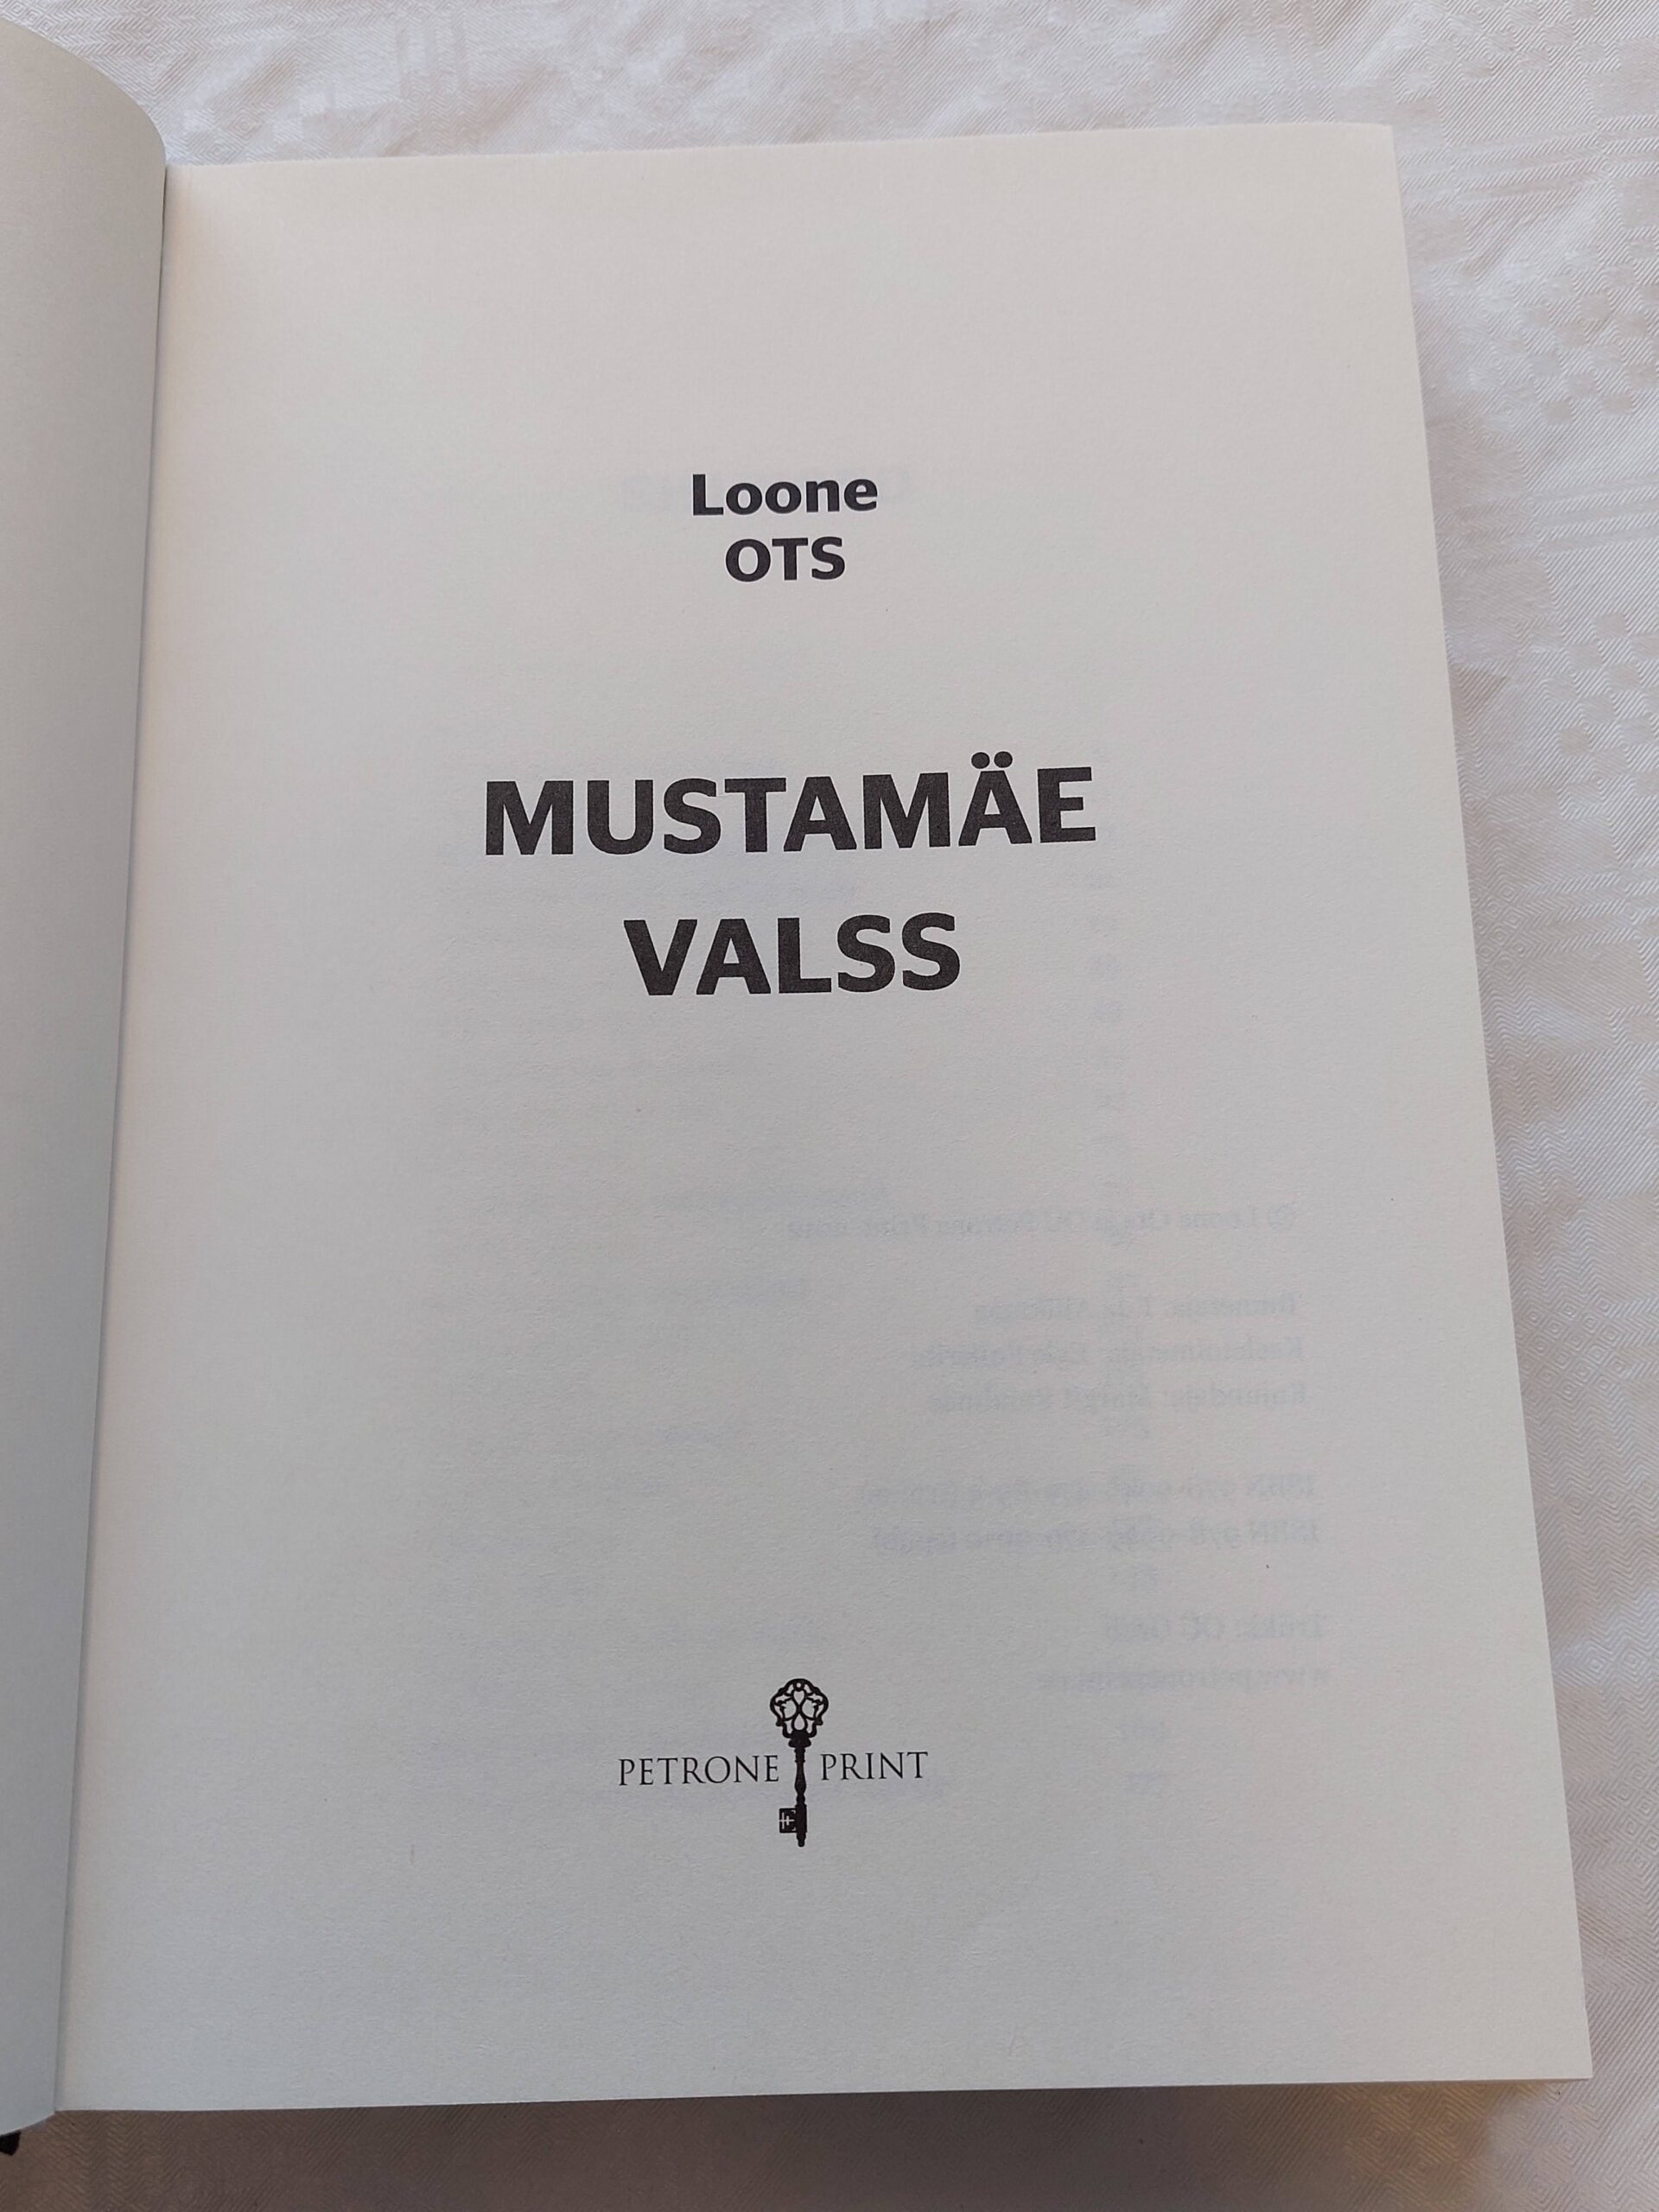 Loone
OTS
MUSTAMÄE
VALSS
PETRONE PRINT